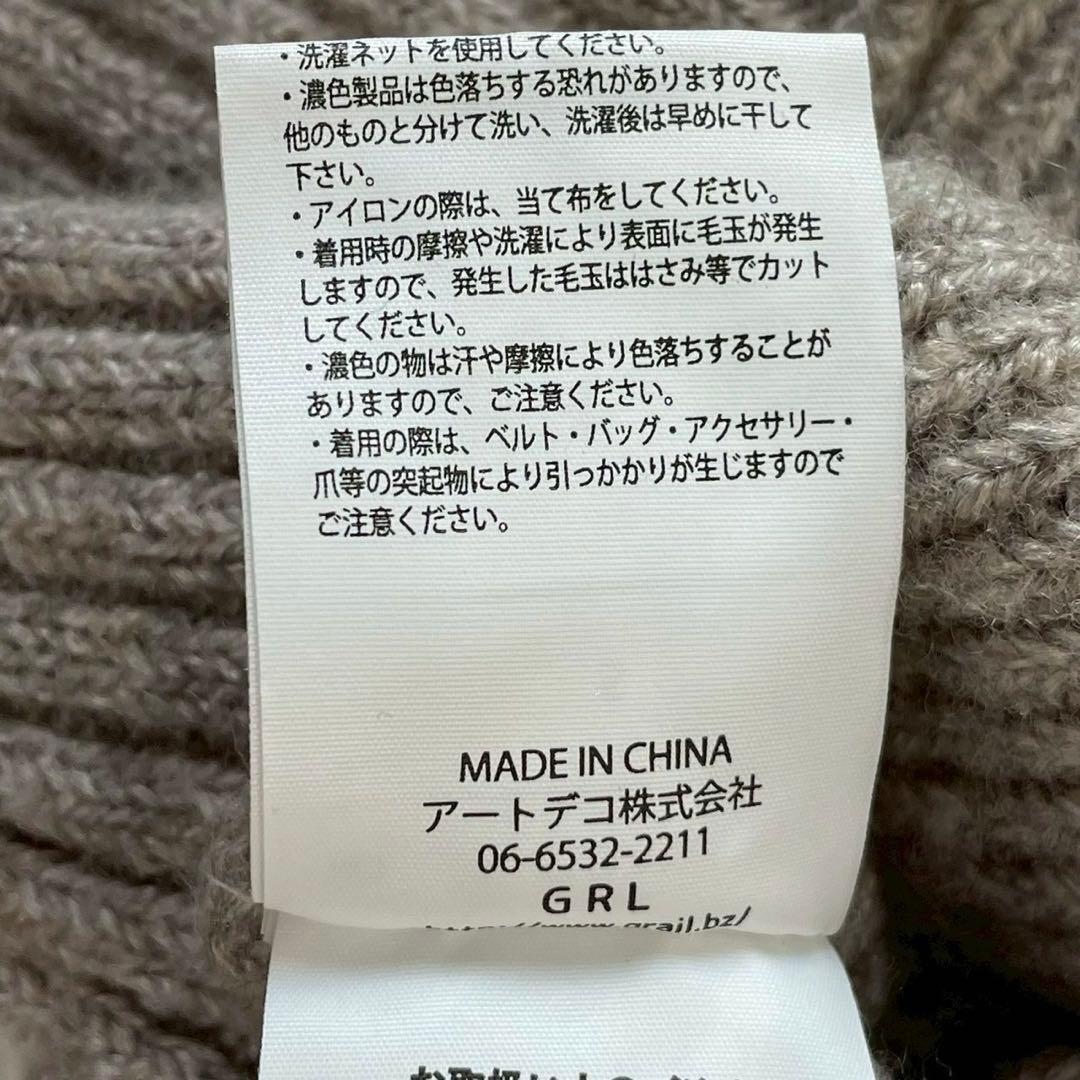 ・洗濯ネットを使用してください。
・濃色製品は色落ちする恐れがありますので、
他のものと分けて洗い、洗濯後は早めに干して
下さい。
・アイロンの際は、当て布をしてください。
・着用時の摩擦や洗濯により表面に毛玉が発生
しますので、発生した毛玉ははさみ等でカット
してください。
・濃色の物は汗や摩擦により色落ちすることが
ありますので、ご注意ください。
・着用の際は、ベルト・バッグ・アクセサリー・
爪等の突起物により引っかかりが生じますので
ご注意ください。
MADE IN CHINA
アートデコ株式会社
06-6532-2211
GRL
http://www.grail.bz/